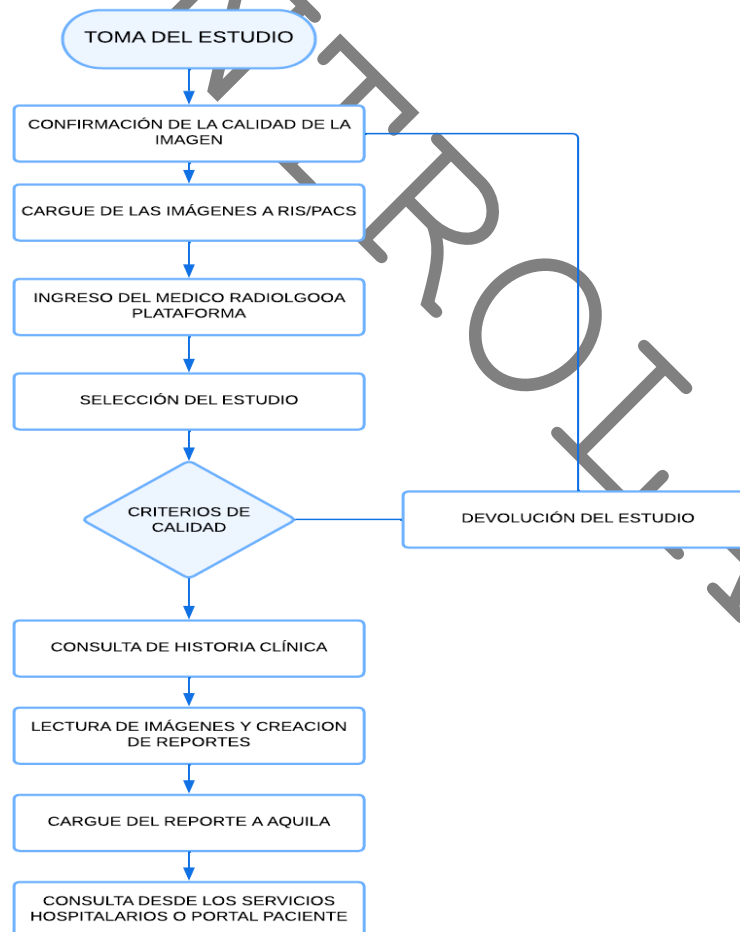 TOMA DEL ESTUDIO
CONFIRMACIÓN DE LA CALIDAD DE LA
IMAGEN
CARGUE DE LAS IMÁGENES A RIS/PACS
INGRESO DEL MEDICO RADIOLGOOA
PLATAFORMA
SELECCIÓN DEL ESTUDIO
CRITERIOS DE
CALIDAD
DEVOLUCIÓN DEL ESTUDIO
CONSULTA DE HISTORIA CLÍNICA
LECTURA DE IMÁGENES Y CREACION
DE REPORTES
CARGUE DEL REPORTE A AQUILA
CONSULTA DESDE LOS SERVICIOS
HOSPITALARIOS O PORTAL PACIENTE